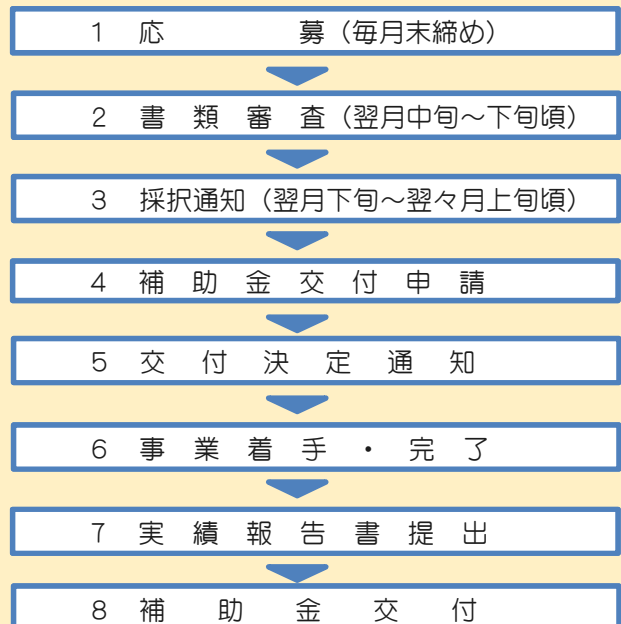 1 応募（毎月末締め）
2 書類審査（翌月中旬～下旬頃）
3 採択通知（翌月下旬～翌々月上旬頃）
4 補助金交付申請
5 交付決定通知
6 事業着手・完了
7 実績報告書提出
8 補助金交付